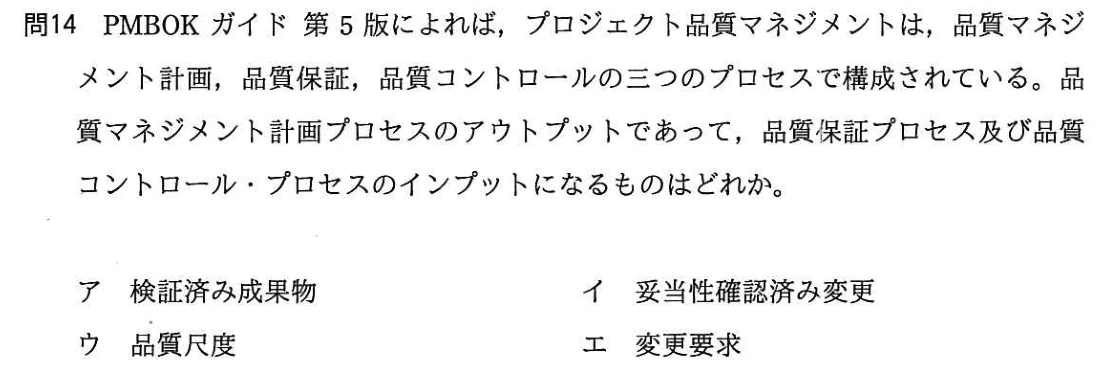 問14 PMBOK ガイド 第 5 版によれば，プロジェクト品質マネジメントは，品質マネジ
メント計画，品質保証，品質コントロールの三つのプロセスで構成されている。品
質マネジメント計画プロセスのアウトプットであって，品質保証プロセス及び品質
コントロール・プロセスのインプットになるものはどれか。
ア 検証済み成果物 イ 妥当性確認済み変更
ウ 品質尺度 エ 変更要求